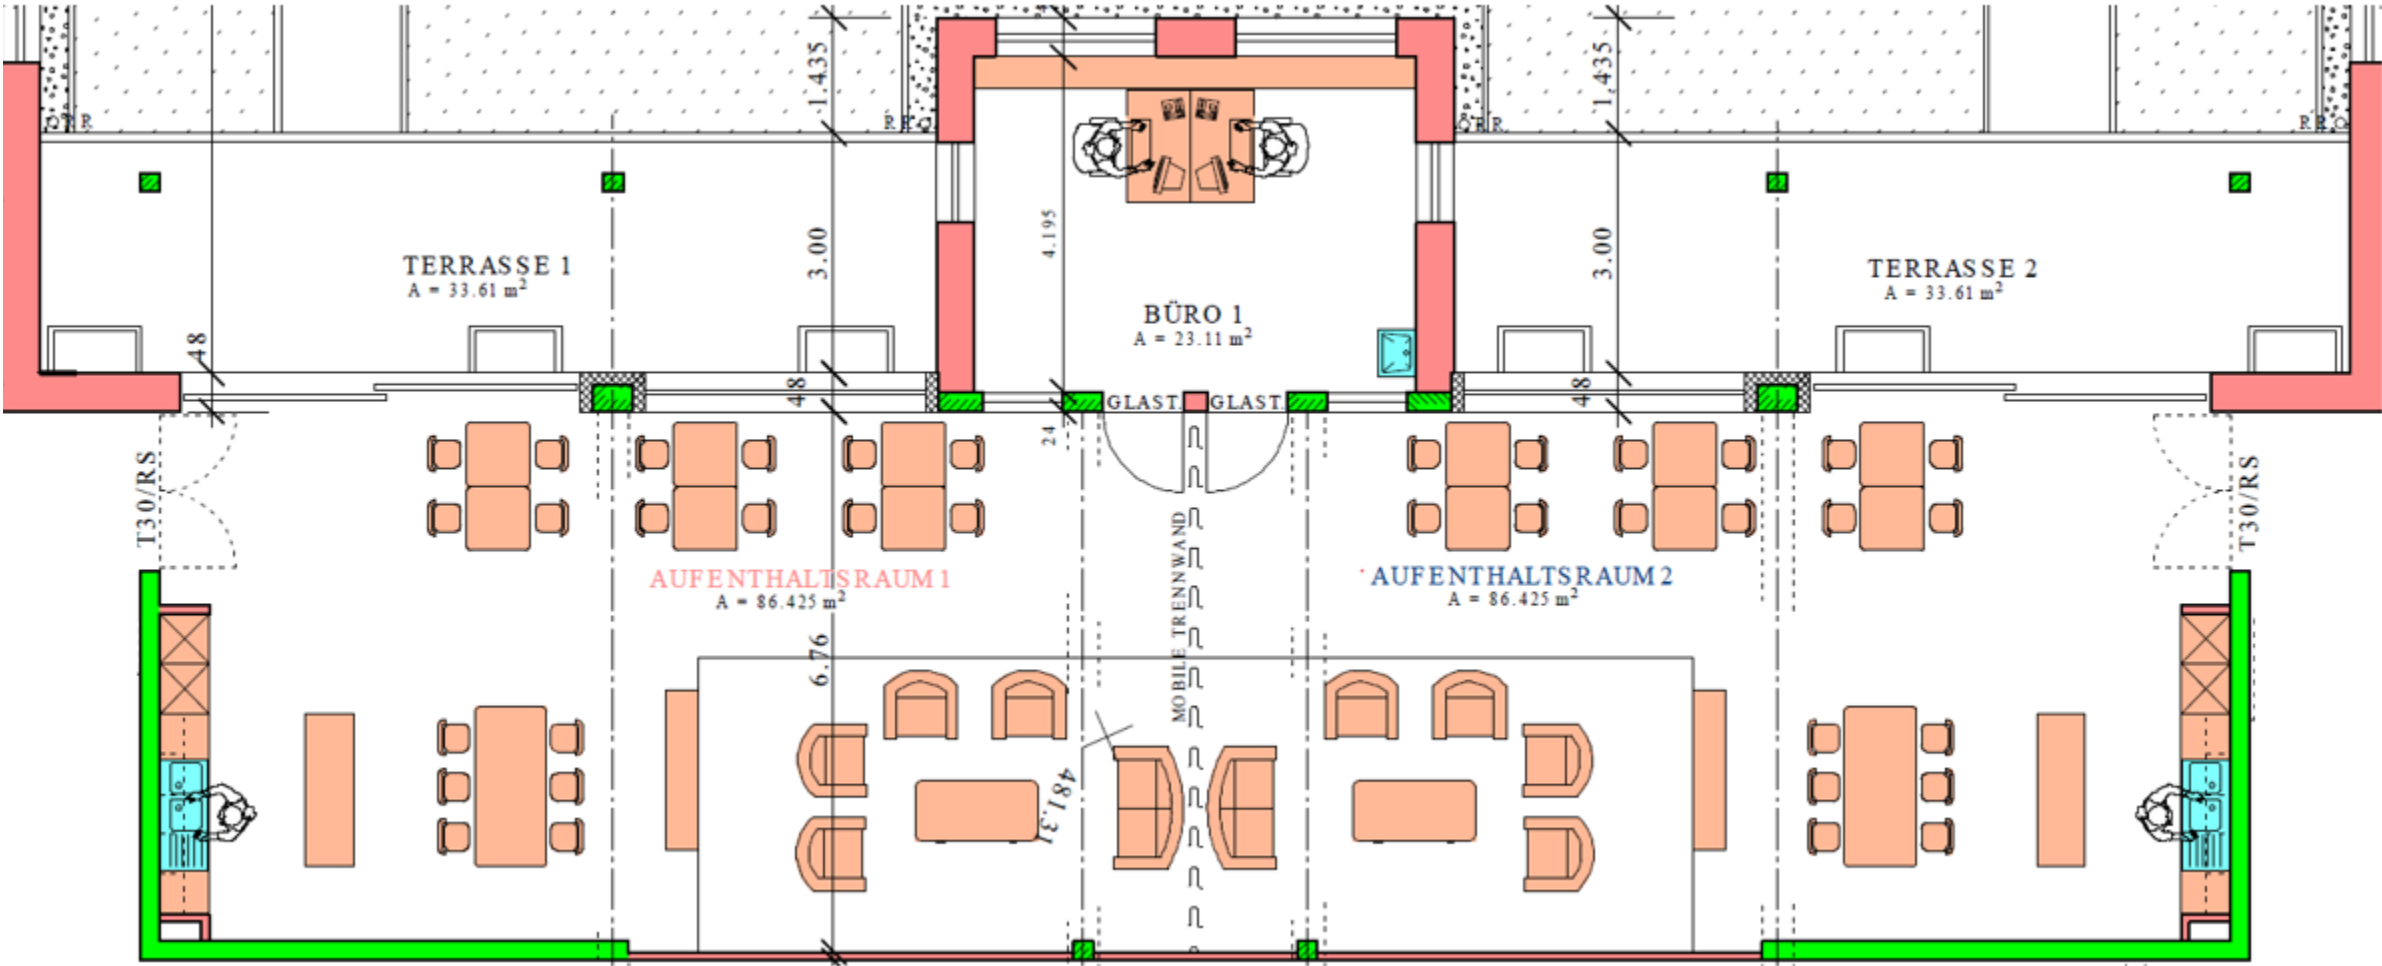 1.435
1.435
R R
R R
R R
R R
4.195
3.00
3.00
TERRASSE 1
A = 33.61 m²
TERRASSE 2
A = 33.61 m²
BÜRO 1
A = 23.11 m²
48
48
48
GLAST.
GLAST.
24
T30/RS
T30/RS
MOBILE TRENNWAND
AUFENTHALTSRAUM 1
A = 86.425 m²
AUFENTHALTSRAUM 2
A = 86.425 m²
6.76
481.31